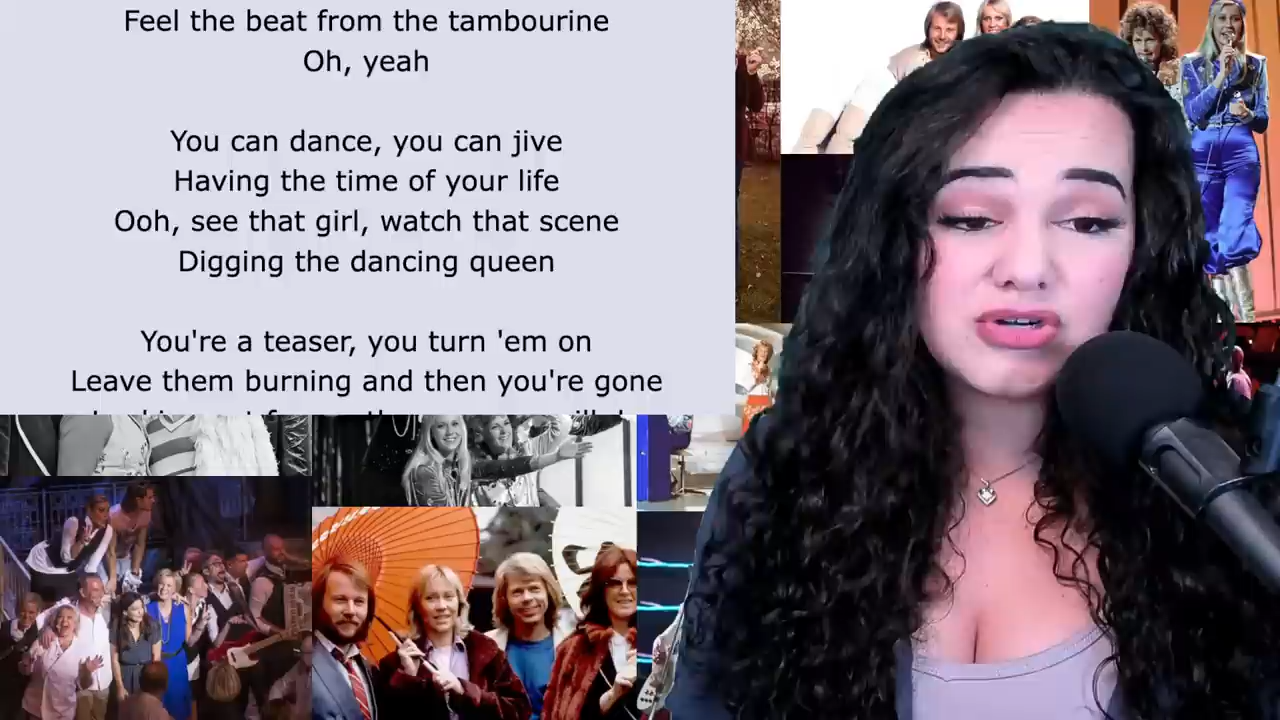 Feel the beat from the tambourine
Oh, yeah
You can dance, you can jive
Having the time of your life
Ooh, see that girl, watch that scene
Digging the dancing queen
You're a teaser, you turn 'em on
Leave them burning and then you're gone